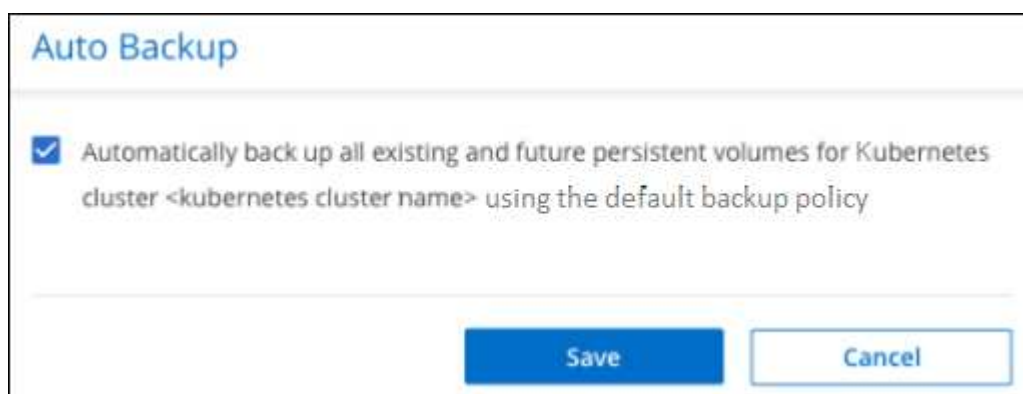 Auto Backup
Automatically back up all existing and future persistent volumes for Kubernetes
cluster <kubernetes cluster name> using the default backup policy
Save
Cancel